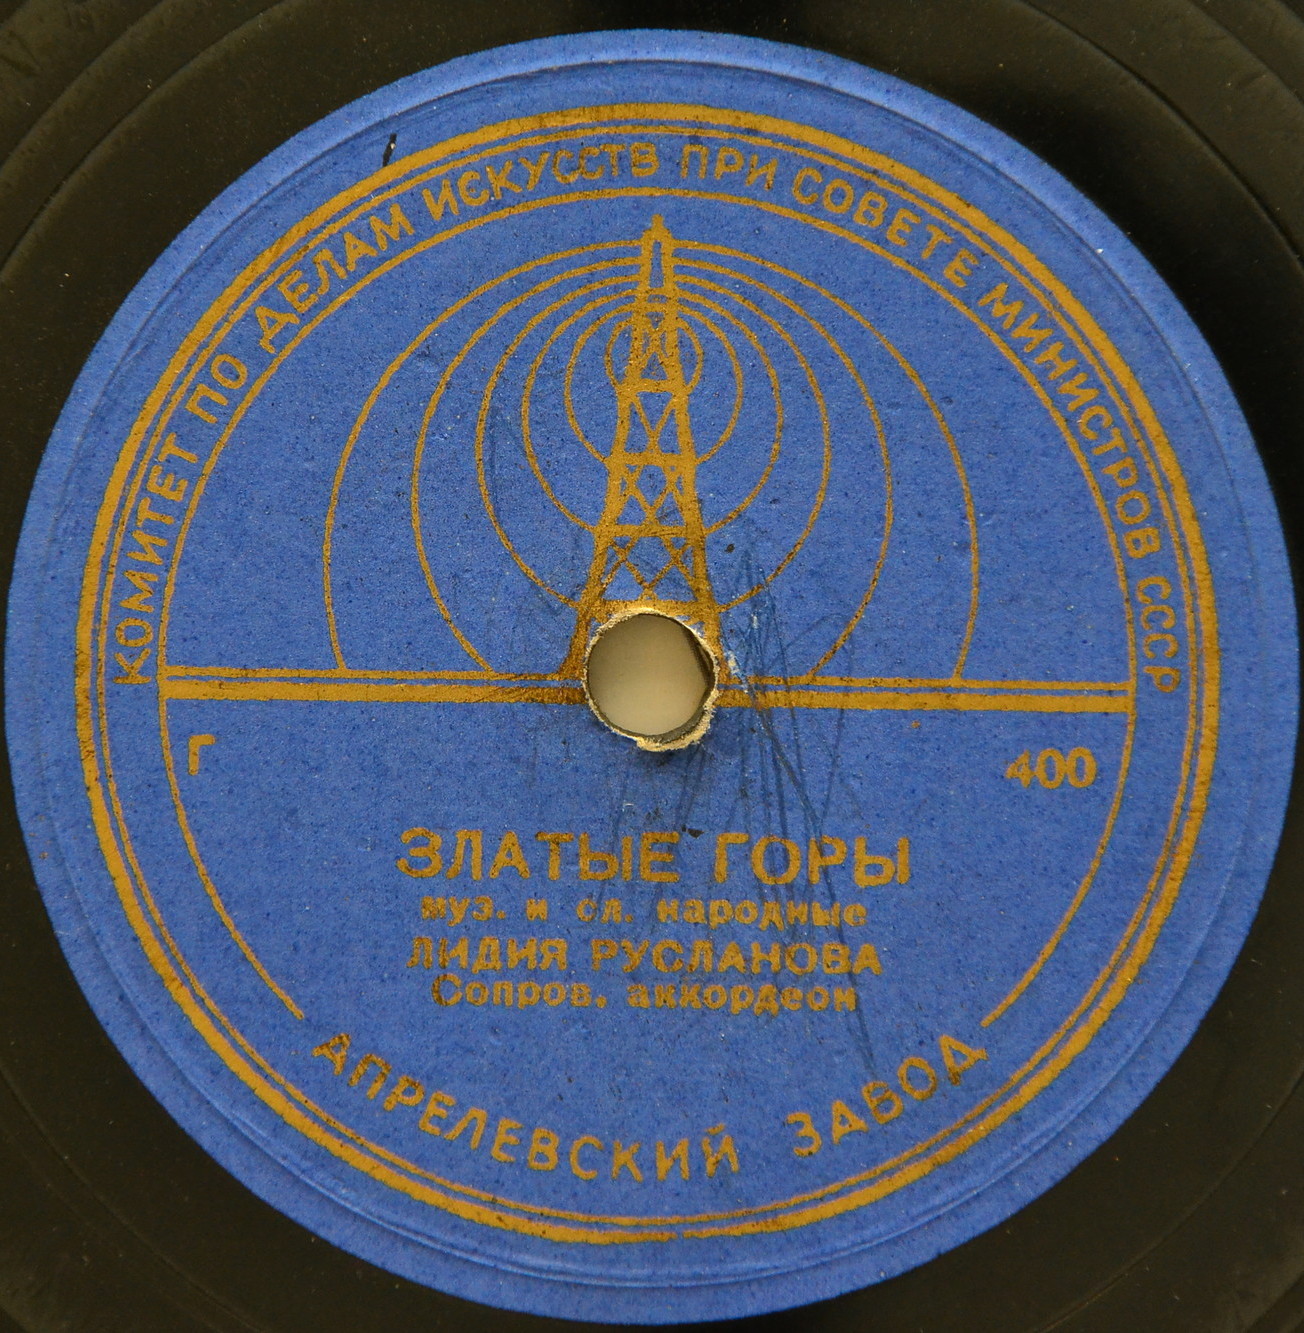 КОМИТЕТ ПО ДЕЛАМ ИСКУССТВ ПРИ СОВЕТЕ МИНИСТРОВ СССР
Г 400
ЗЛАТЫЕ ГОРЫ
муз. и сл. народные
ЛИДИЯ РУСЛАНОВА
Сопров. аккордеон
АПРЕЛЕВСКИЙ ЗАВОД